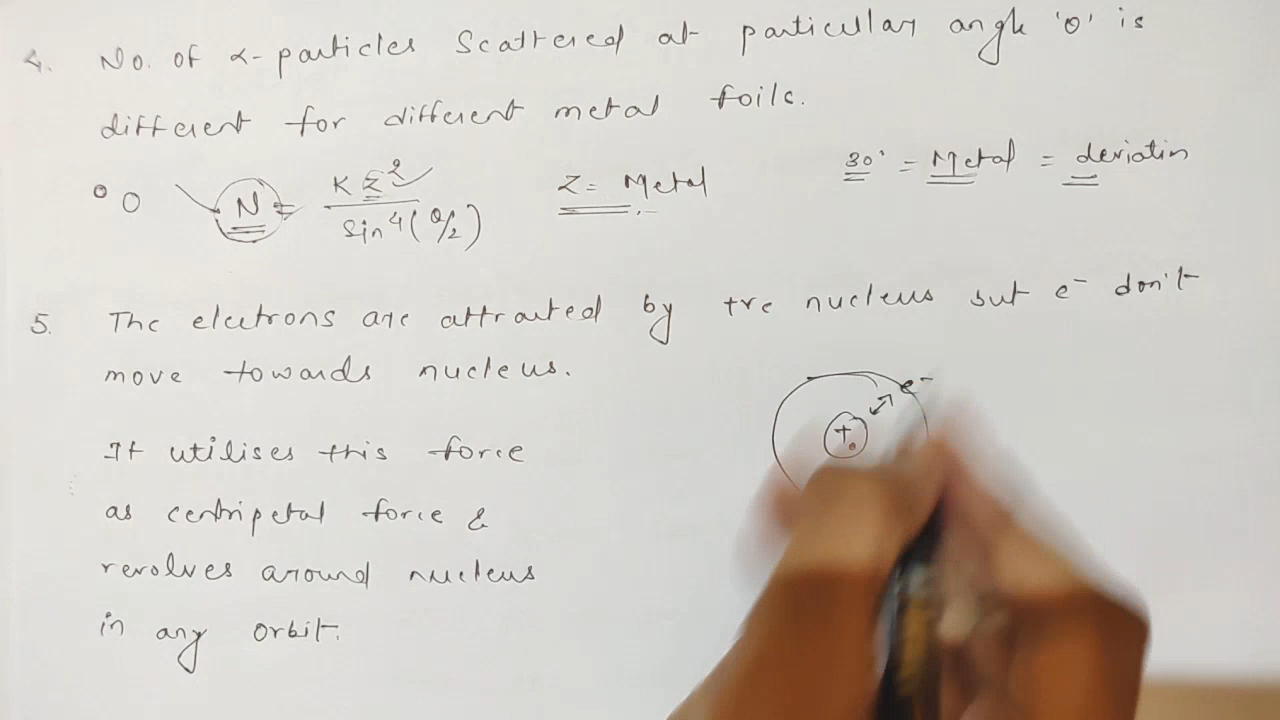 4. No. of α-particles scattered at particular angle 'θ' is
different for different metal foils.
N = KZ²/sin⁴(θ/2) Z = Metal 30° = Metal = deviation
5. The electrons are attracted by +ve nucleus but e⁻ don't
move towards nucleus.
e⁻
+
It utilises this force
as centripetal force &
revolves around nucleus
in any orbit.